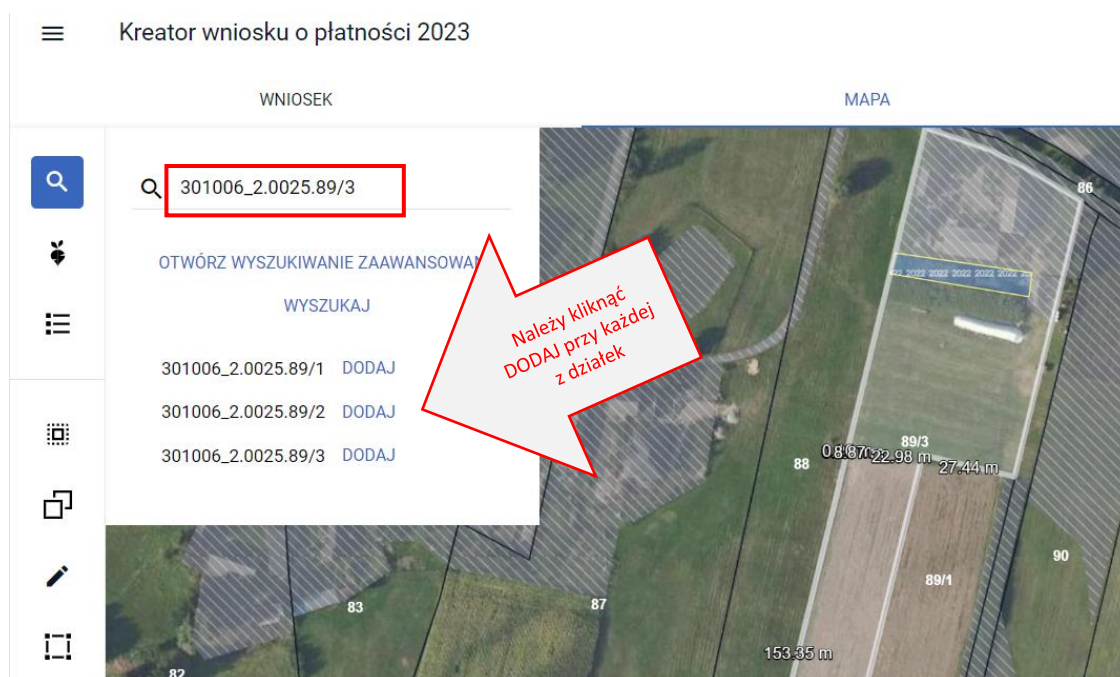 Kreator wniosku o płatności 2023
WNIOSEK
MAPA
301006_2.0025.89/3
OTWÓRZ WYSZUKIWANIE ZAAWANSOWAN
WYSZUKAJ
301006_2.0025.89/1 DODAJ
301006_2.0025.89/2 DODAJ
301006_2.0025.89/3 DODAJ
Należy kliknąć
DODAJ przy każdej
z działek
86
2022 2022 2022 2022 2022
89/3
22.98 m
27.44 m
88
90
89/1
87
83
153.35 m
82